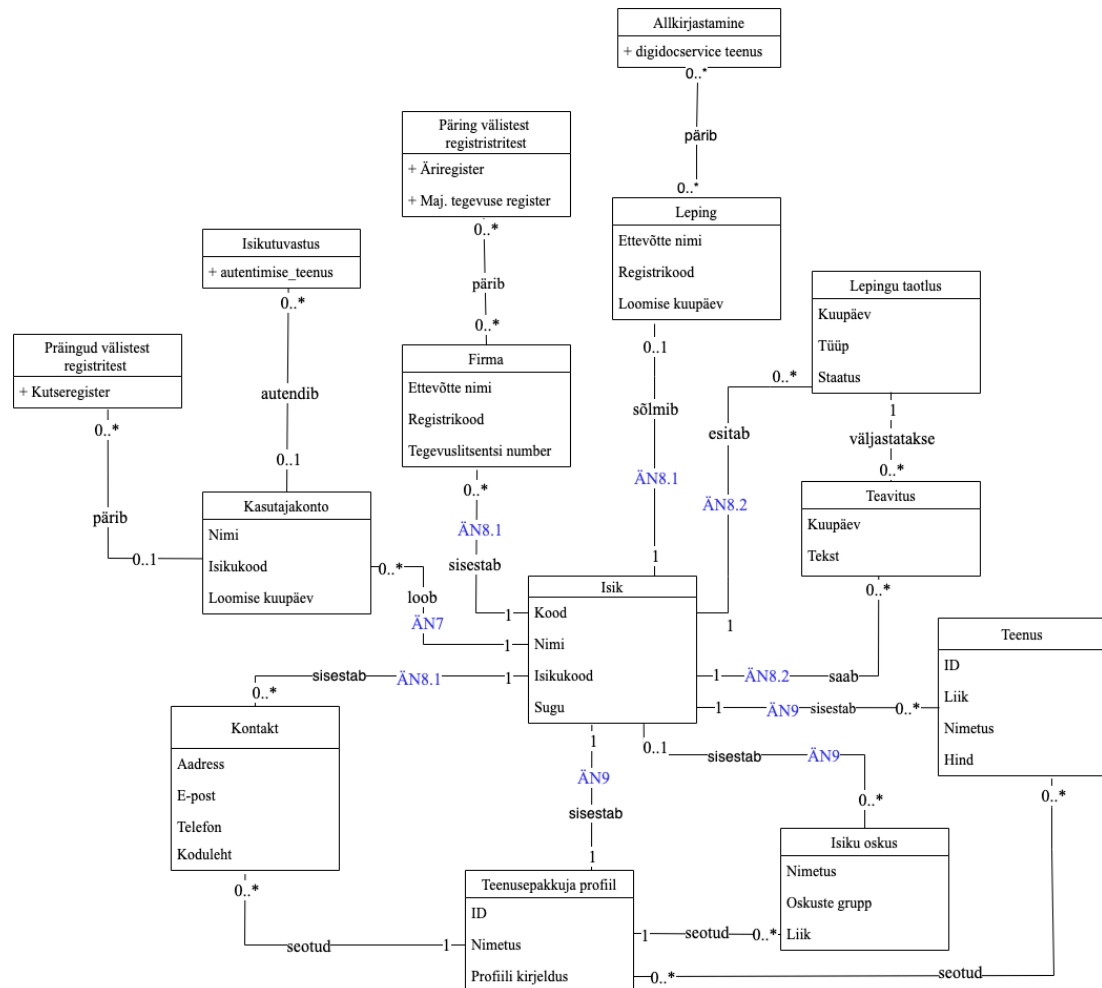 Allkirjastamine
+ digidocservice teenus
0..*
pärib
0..*
Päring välistest
registristritest
+ Äriregister
+ Maj. tegevuse register
0..*
pärib
0..*
Leping
Ettevõtte nimi
Registrikood
Loomise kuupäev
0..1
sõlmib
ÄN8.1
1
Isikutuvastus
+ autentimise_teenus
0..*
autendib
0..1
Lepingu taotlus
Kuupäev
Tüüp
Staatus
0..*
esitab
ÄN8.2
1
1
väljastatakse
0..*
Präingud välistest
registritest
+ Kutseregister
0..*
pärib
0..1
Firma
Ettevõtte nimi
Registrikood
Tegevuslitsentsi number
0..*
ÄN8.1
sisestab
1
Kasutajakonto
Nimi
Isikukood
Loomise kuupäev
0..*
loob
ÄN7
1
Teavitus
Kuupäev
Tekst
0..*
Isik
Kood
Nimi
Isikukood
Sugu
1
ÄN8.2
saab
1
ÄN9
sisestab
0..*
Teenus
ID
Liik
Nimetus
Hind
0..*
sisestab
ÄN8.1
1
0..*
Kontakt
Aadress
E-post
Telefon
Koduleht
0..*
1
ÄN9
sisestab
1
0..1
sisestab
ÄN9
0..*
Isiku oskus
Nimetus
Oskuste grupp
Liik
Teenusepakkuja profiil
ID
Nimetus
Profiili kirjeldus
seotud
1
1
seotud
0..*
0..*
seotud